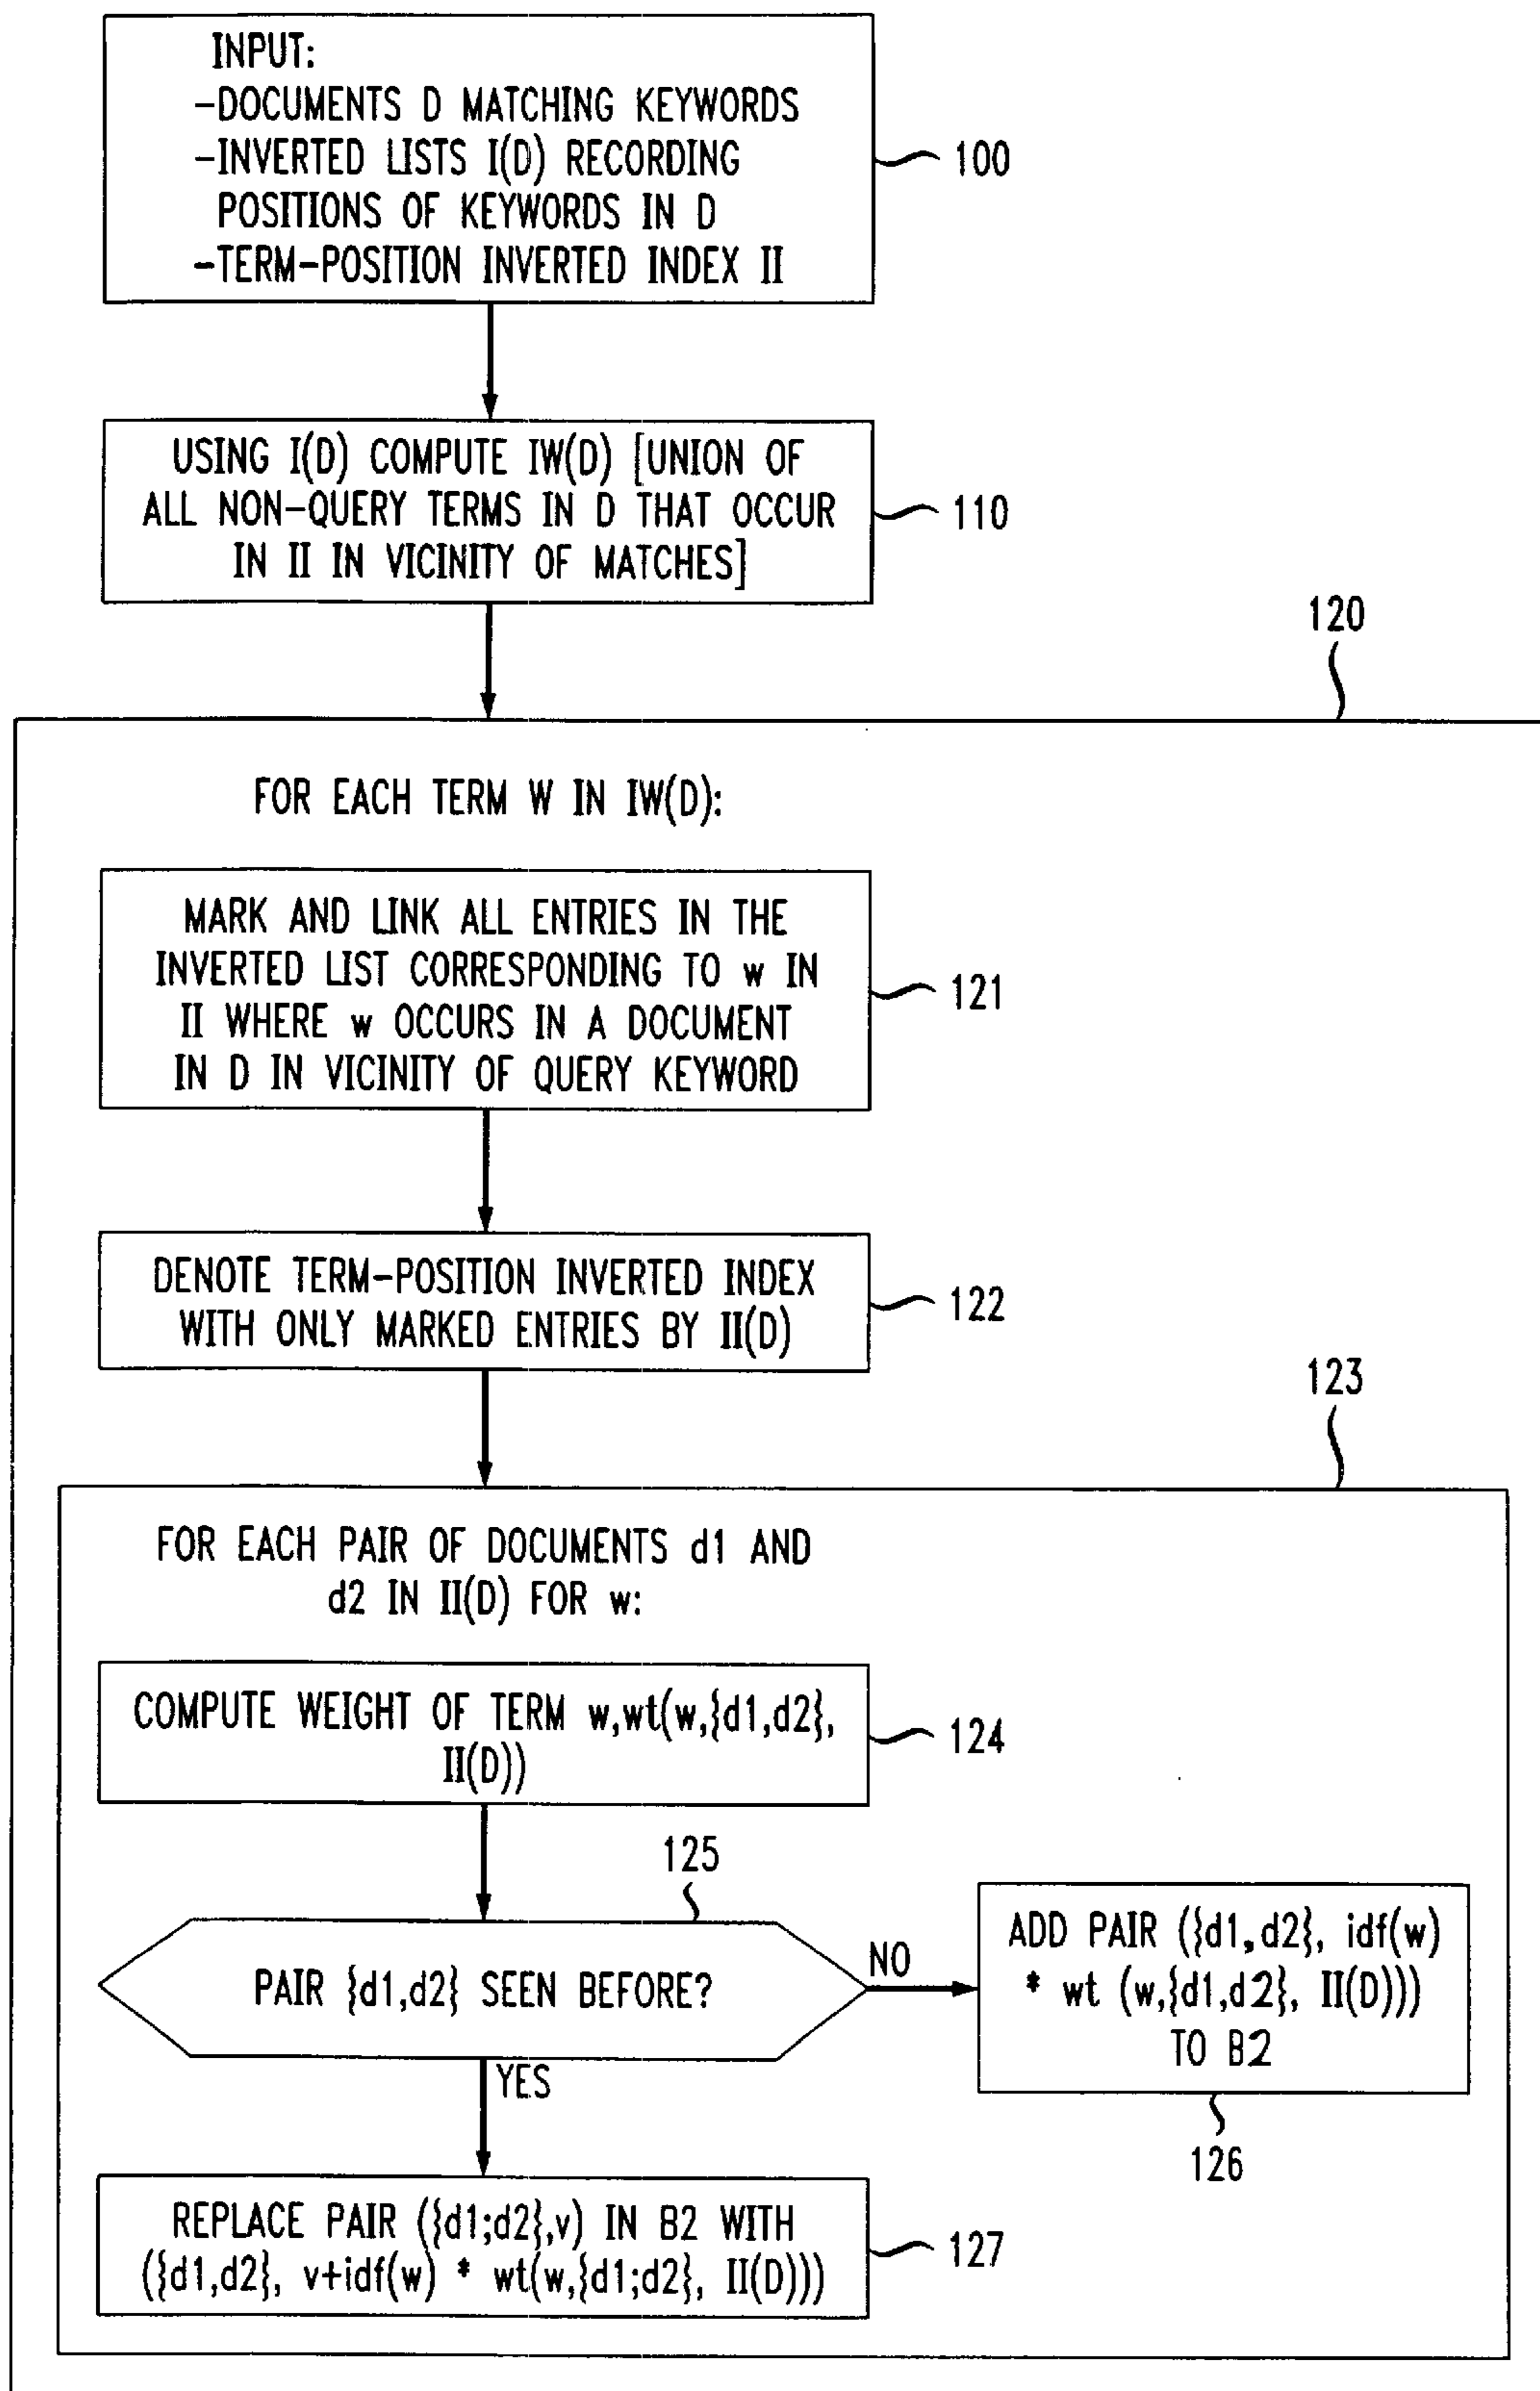 INPUT:
-DOCUMENTS D MATCHING KEYWORDS
-INVERTED LISTS I(D) RECORDING
POSITIONS OF KEYWORDS IN D
-TERM-POSITION INVERTED INDEX II
100
USING I(D) COMPUTE IW(D) [UNION OF
ALL NON-QUERY TERMS IN D THAT OCCUR
IN II IN VICINITY OF MATCHES]
110
120
FOR EACH TERM W IN IW(D):
MARK AND LINK ALL ENTRIES IN THE
INVERTED LIST CORRESPONDING TO w IN
II WHERE w OCCURS IN A DOCUMENT
IN D IN VICINITY OF QUERY KEYWORD
121
DENOTE TERM-POSITION INVERTED INDEX
WITH ONLY MARKED ENTRIES BY II(D)
122
123
FOR EACH PAIR OF DOCUMENTS d1 AND
d2 IN II(D) FOR w:
COMPUTE WEIGHT OF TERM w,wt(w,{d1,d2},
II(D))
124
125
PAIR {d1,d2} SEEN BEFORE?
NO
ADD PAIR ({d1,d2}, idf(w)
* wt (w,{d1,d2}, II(D)))
TO B2
126
YES
REPLACE PAIR ({d1;d2},v) IN B2 WITH
({d1,d2}, v+idf(w) * wt(w,{d1;d2}, II(D)))
127